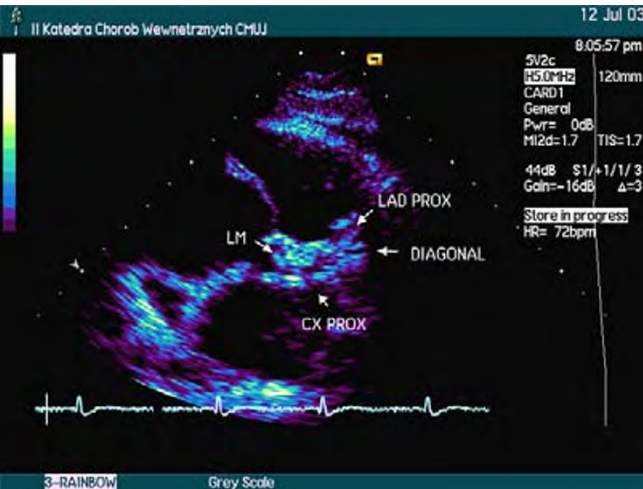 II Katedra Chorob Wewnetrznych CMUJ
12 Jul 03
8:05:57 pm
5V2c
H5.0MHz 120mm
CARD1
General
Pwr= 0dB
MI2d=1.7 TIS=1.7
44dB S1/+1/1/3
Gain=-16dB Δ=3
Store in progress
HR= 72bpm
LAD PROX
LM
DIAGONAL
CX PROX
3-RAINBOW Grey Scale